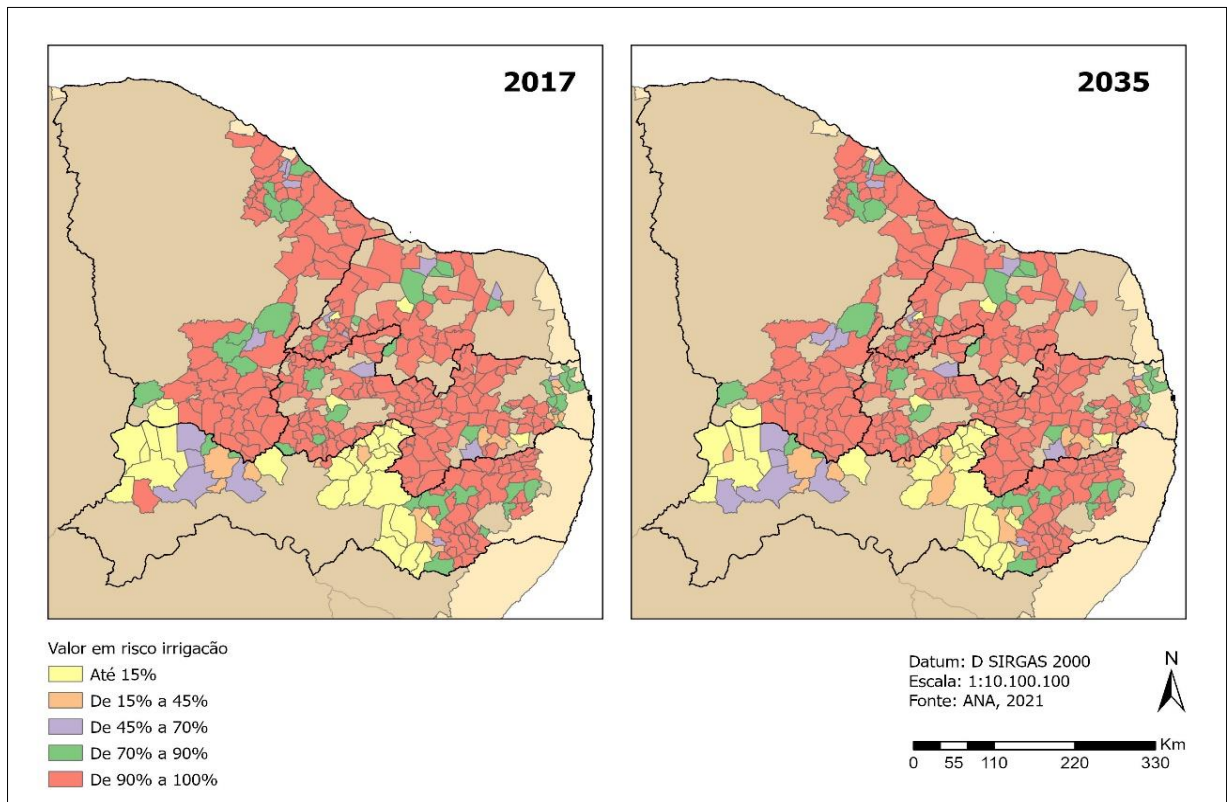 2017
2035
Valor em risco irrigacão
Até 15%
De 15% a 45%
De 45% a 70%
De 70% a 90%
De 90% a 100%
Datum: D SIRGAS 2000
Escala: 1:10.100.100
Fonte: ANA, 2021
N
Km
0 55 110 220 330